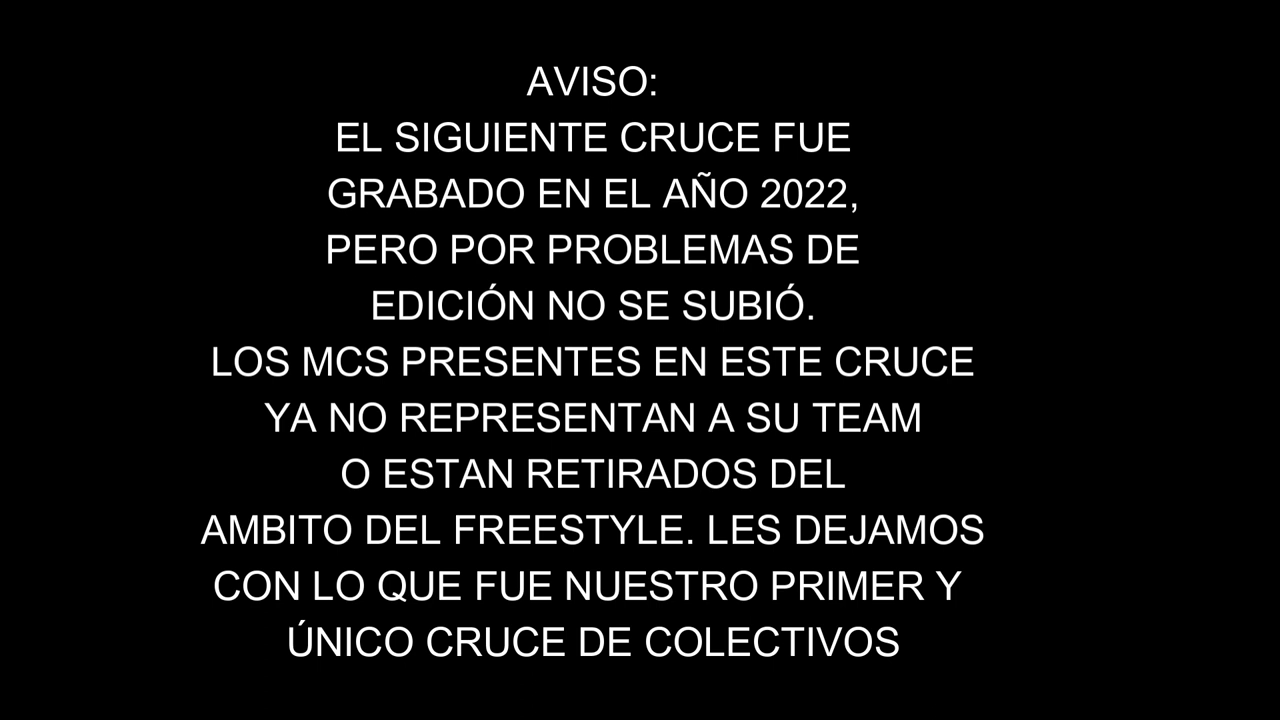 AVISO:
EL SIGUIENTE CRUCE FUE
GRABADO EN EL AÑO 2022,
PERO POR PROBLEMAS DE
EDICIÓN NO SE SUBIÓ.
LOS MCS PRESENTES EN ESTE CRUCE
YA NO REPRESENTAN A SU TEAM
O ESTAN RETIRADOS DEL
AMBITO DEL FREESTYLE. LES DEJAMOS
CON LO QUE FUE NUESTRO PRIMER Y
ÚNICO CRUCE DE COLECTIVOS